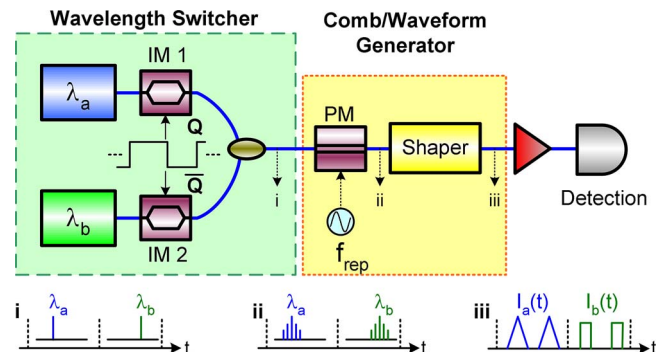 Wavelength Switcher
Comb/Waveform
Generator
IM 1
λa
Q
Q̅
λb
IM 2
i
PM
frep
ii
Shaper
iii
Detection
i
λa
λb
t
ii
λa
λb
t
iii
Ia(t)
Ib(t)
t